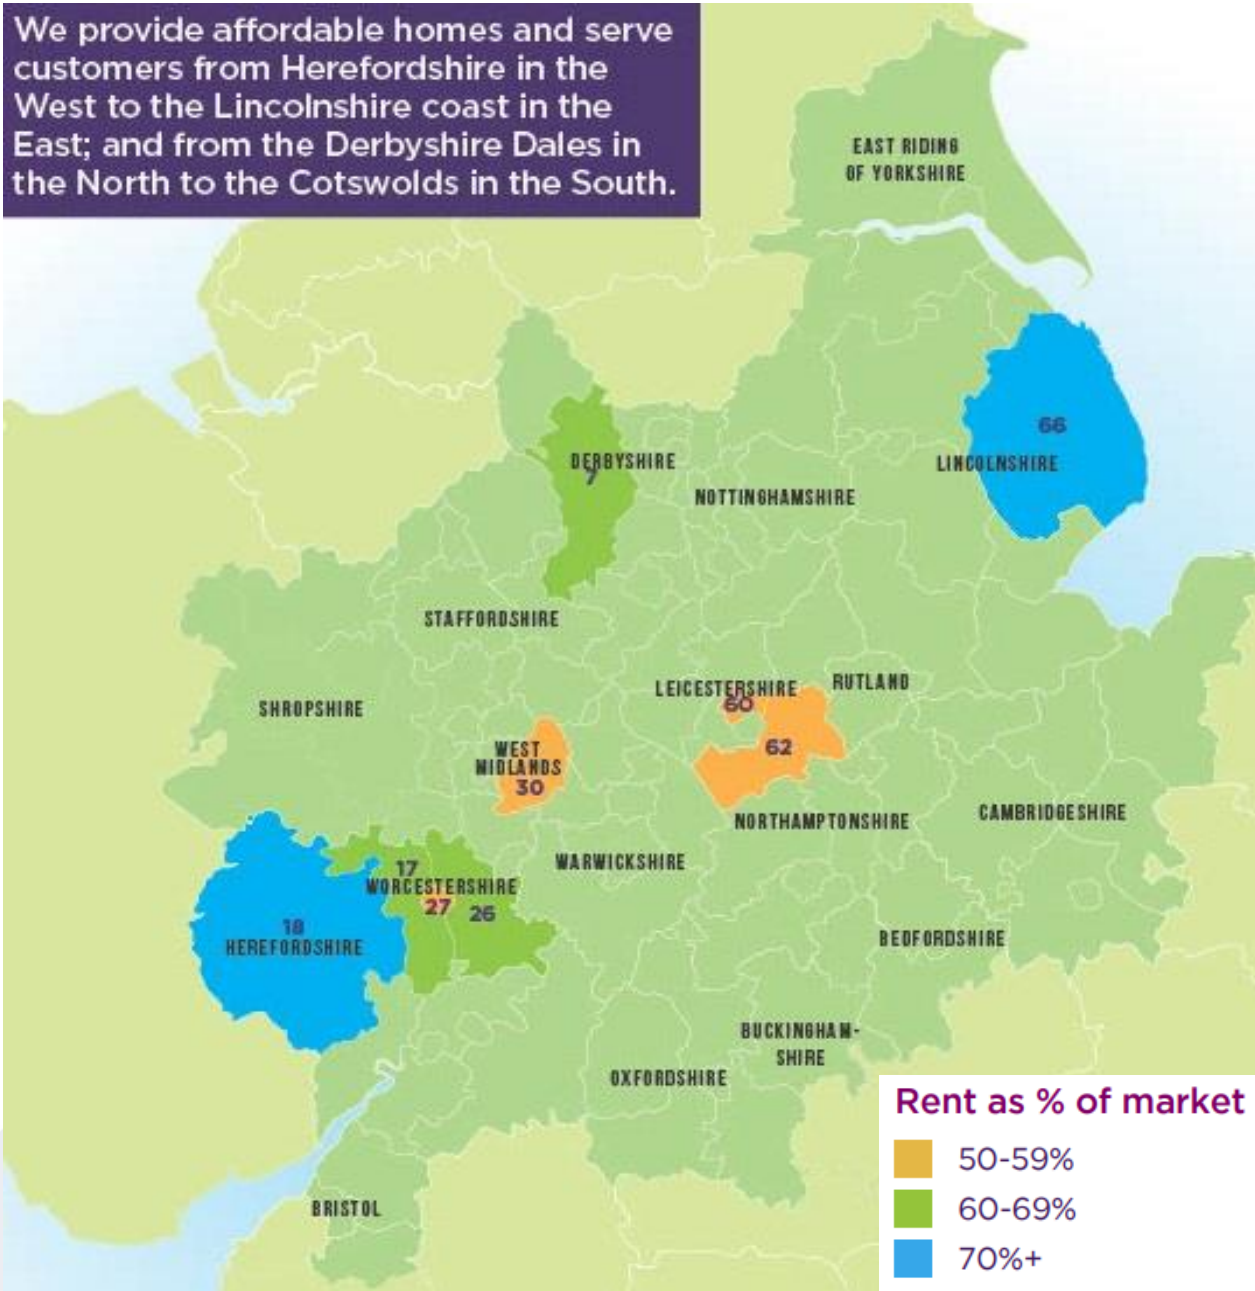 We provide affordable homes and serve
customers from Herefordshire in the
West to the Lincolnshire coast in the
East; and from the Derbyshire Dales in
the North to the Cotswolds in the South.
EAST RIDING
OF YORKSHIRE
66
DERBYSHIRE
LINCOLNSHIRE
7
NOTTINGHAMSHIRE
STAFFORDSHIRE
LEICESTERSHIRE
RUTLAND
60
SHROPSHIRE
WEST
MIDLANDS
30
62
NORTHAMPTONSHIRE
CAMBRIDGESHIRE
WARWICKSHIRE
17
WORCESTERSHIRE
27
26
18
HEREFORDSHIRE
BEDFORDSHIRE
BUCKINGHAM-
SHIRE
OXFORDSHIRE
BRISTOL
Rent as % of market
50-59%
60-69%
70%+